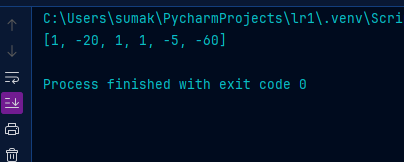 C:\Users\sumak\PycharmProjects\lr1\.venv\Scri
[1, -20, 1, 1, -5, -60]
Process finished with exit code 0